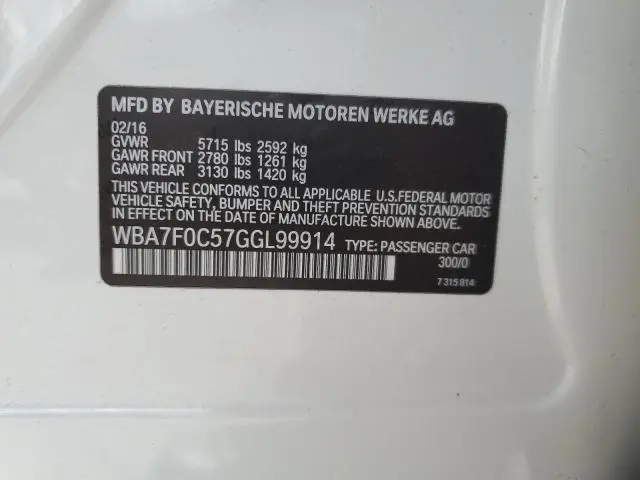 MFD BY BAYERISCHE MOTOREN WERKE AG
02/16
GVWR 5715 lbs 2592 kg
GAWR FRONT 2780 lbs 1261 kg
GAWR REAR 3130 lbs 1420 kg
THIS VEHICLE CONFORMS TO ALL APPLICABLE U.S.FEDERAL MOTOR
VEHICLE SAFETY, BUMPER AND THEFT PREVENTION STANDARDS
IN EFFECT ON THE DATE OF MANUFACTURE SHOWN ABOVE.
WBA7F0C57GGL99914 TYPE: PASSENGER CAR
300/0
7 315 914